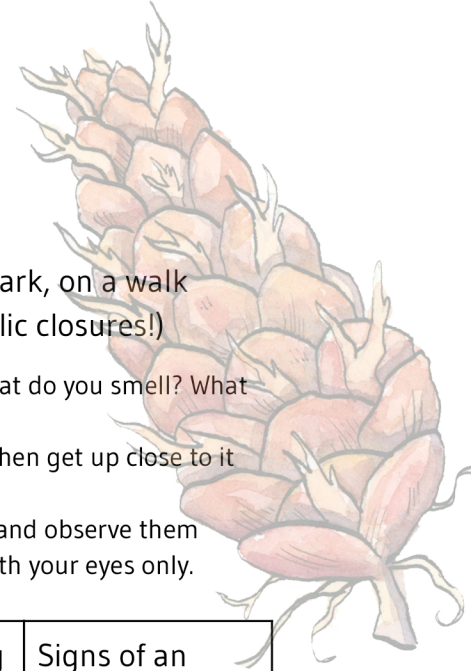 ark, on a walk
lic closures!)
at do you smell? What
hen get up close to it
and observe them
th your eyes only.
Signs of an